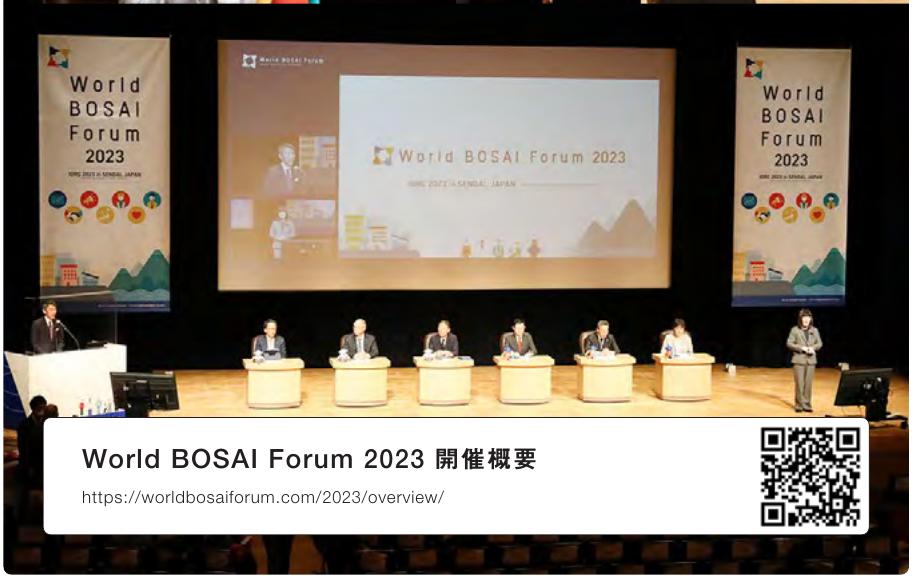 World
BOSAI
Forum
2023
IDRC 2023 in SENDAI, JAPAN
World Bosai Forum
World BOSAI Forum 2023
IDRC 2023 in SENDAI, JAPAN
World
BOSAI
Forum
2023
IDRC 2023 in SENDAI, JAPAN
World BOSAI Forum 2023 開催概要
https://worldbosaiforum.com/2023/overview/